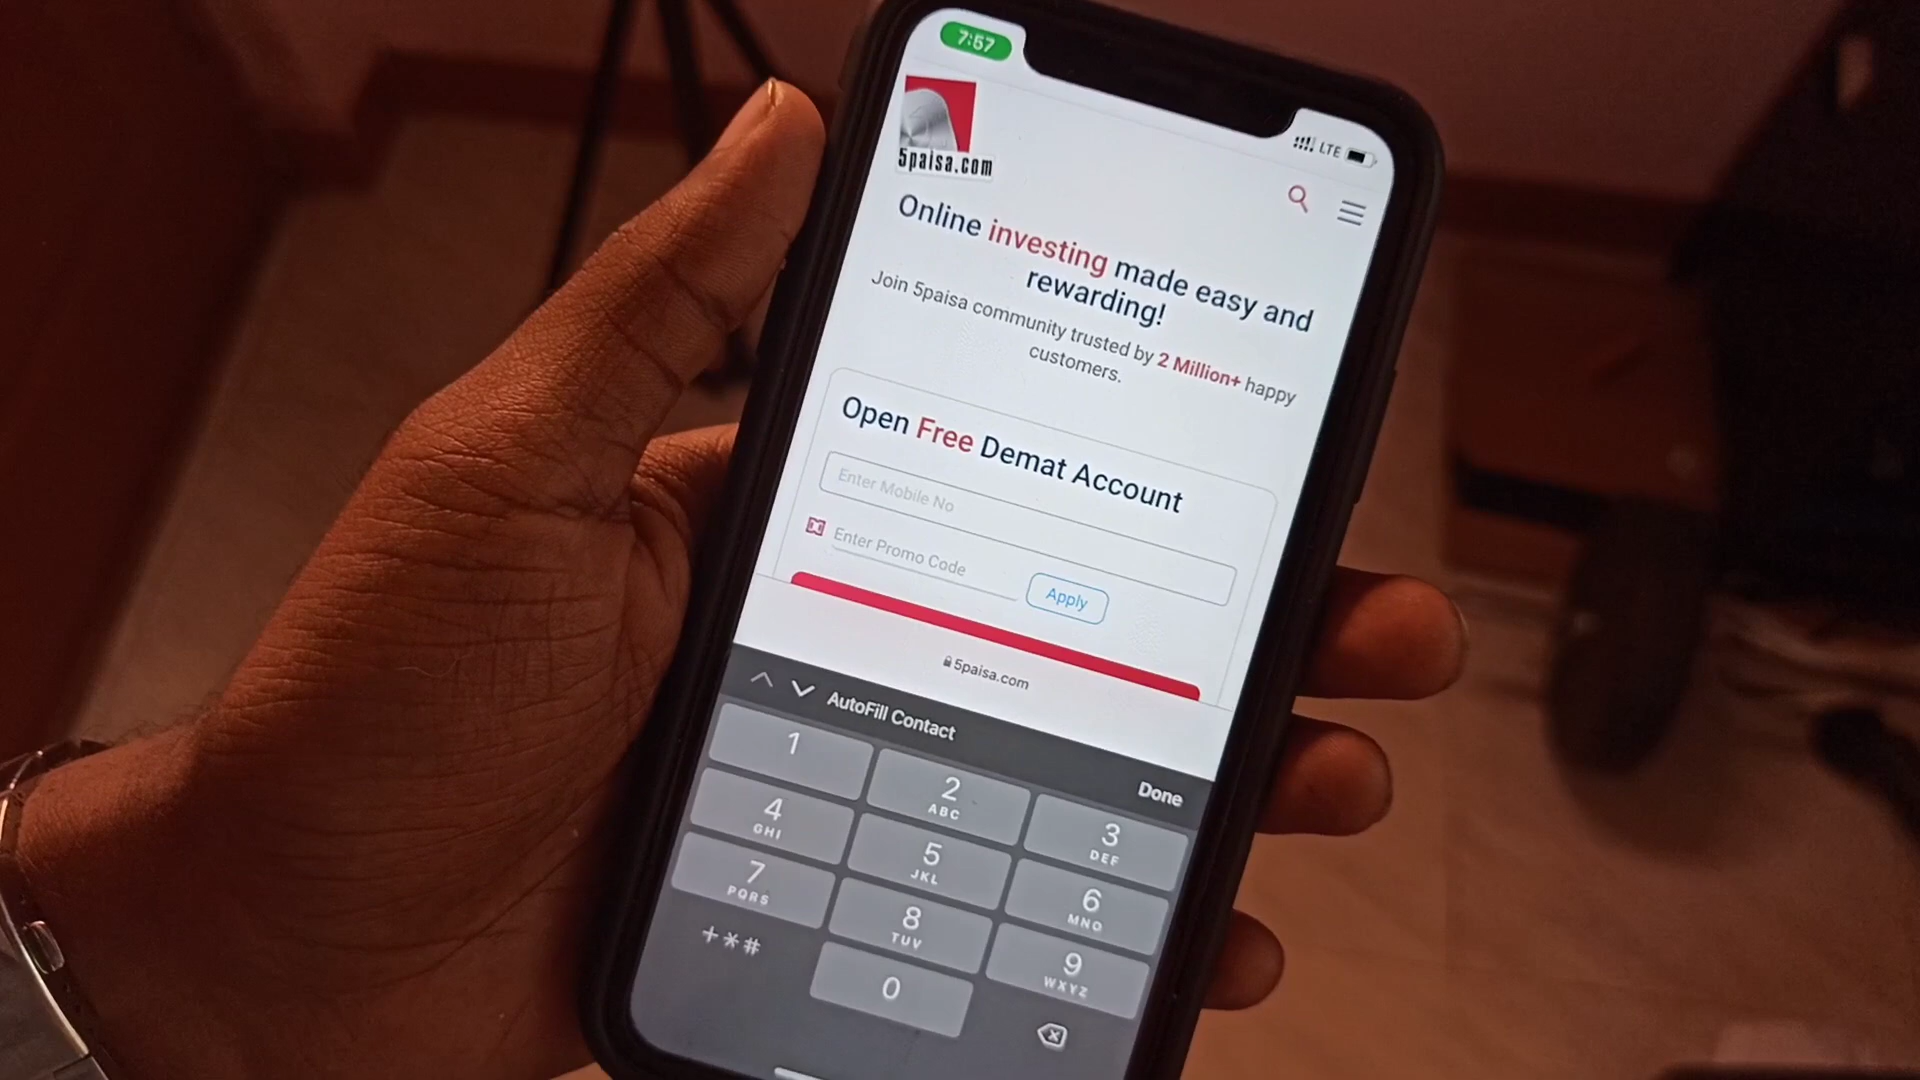 7:57
LTE
5paisa.com
Online investing made easy and
rewarding!
Join 5paisa community trusted by 2 Million+ happy
customers.
Open Free Demat Account
Enter Mobile No
Enter Promo Code
Apply
5paisa.com
AutoFill Contact
Done
1
2
ABC
3
DEF
4
GHI
5
JKL
6
MNO
7
PQRS
8
TUV
9
WXYZ
+*#
0